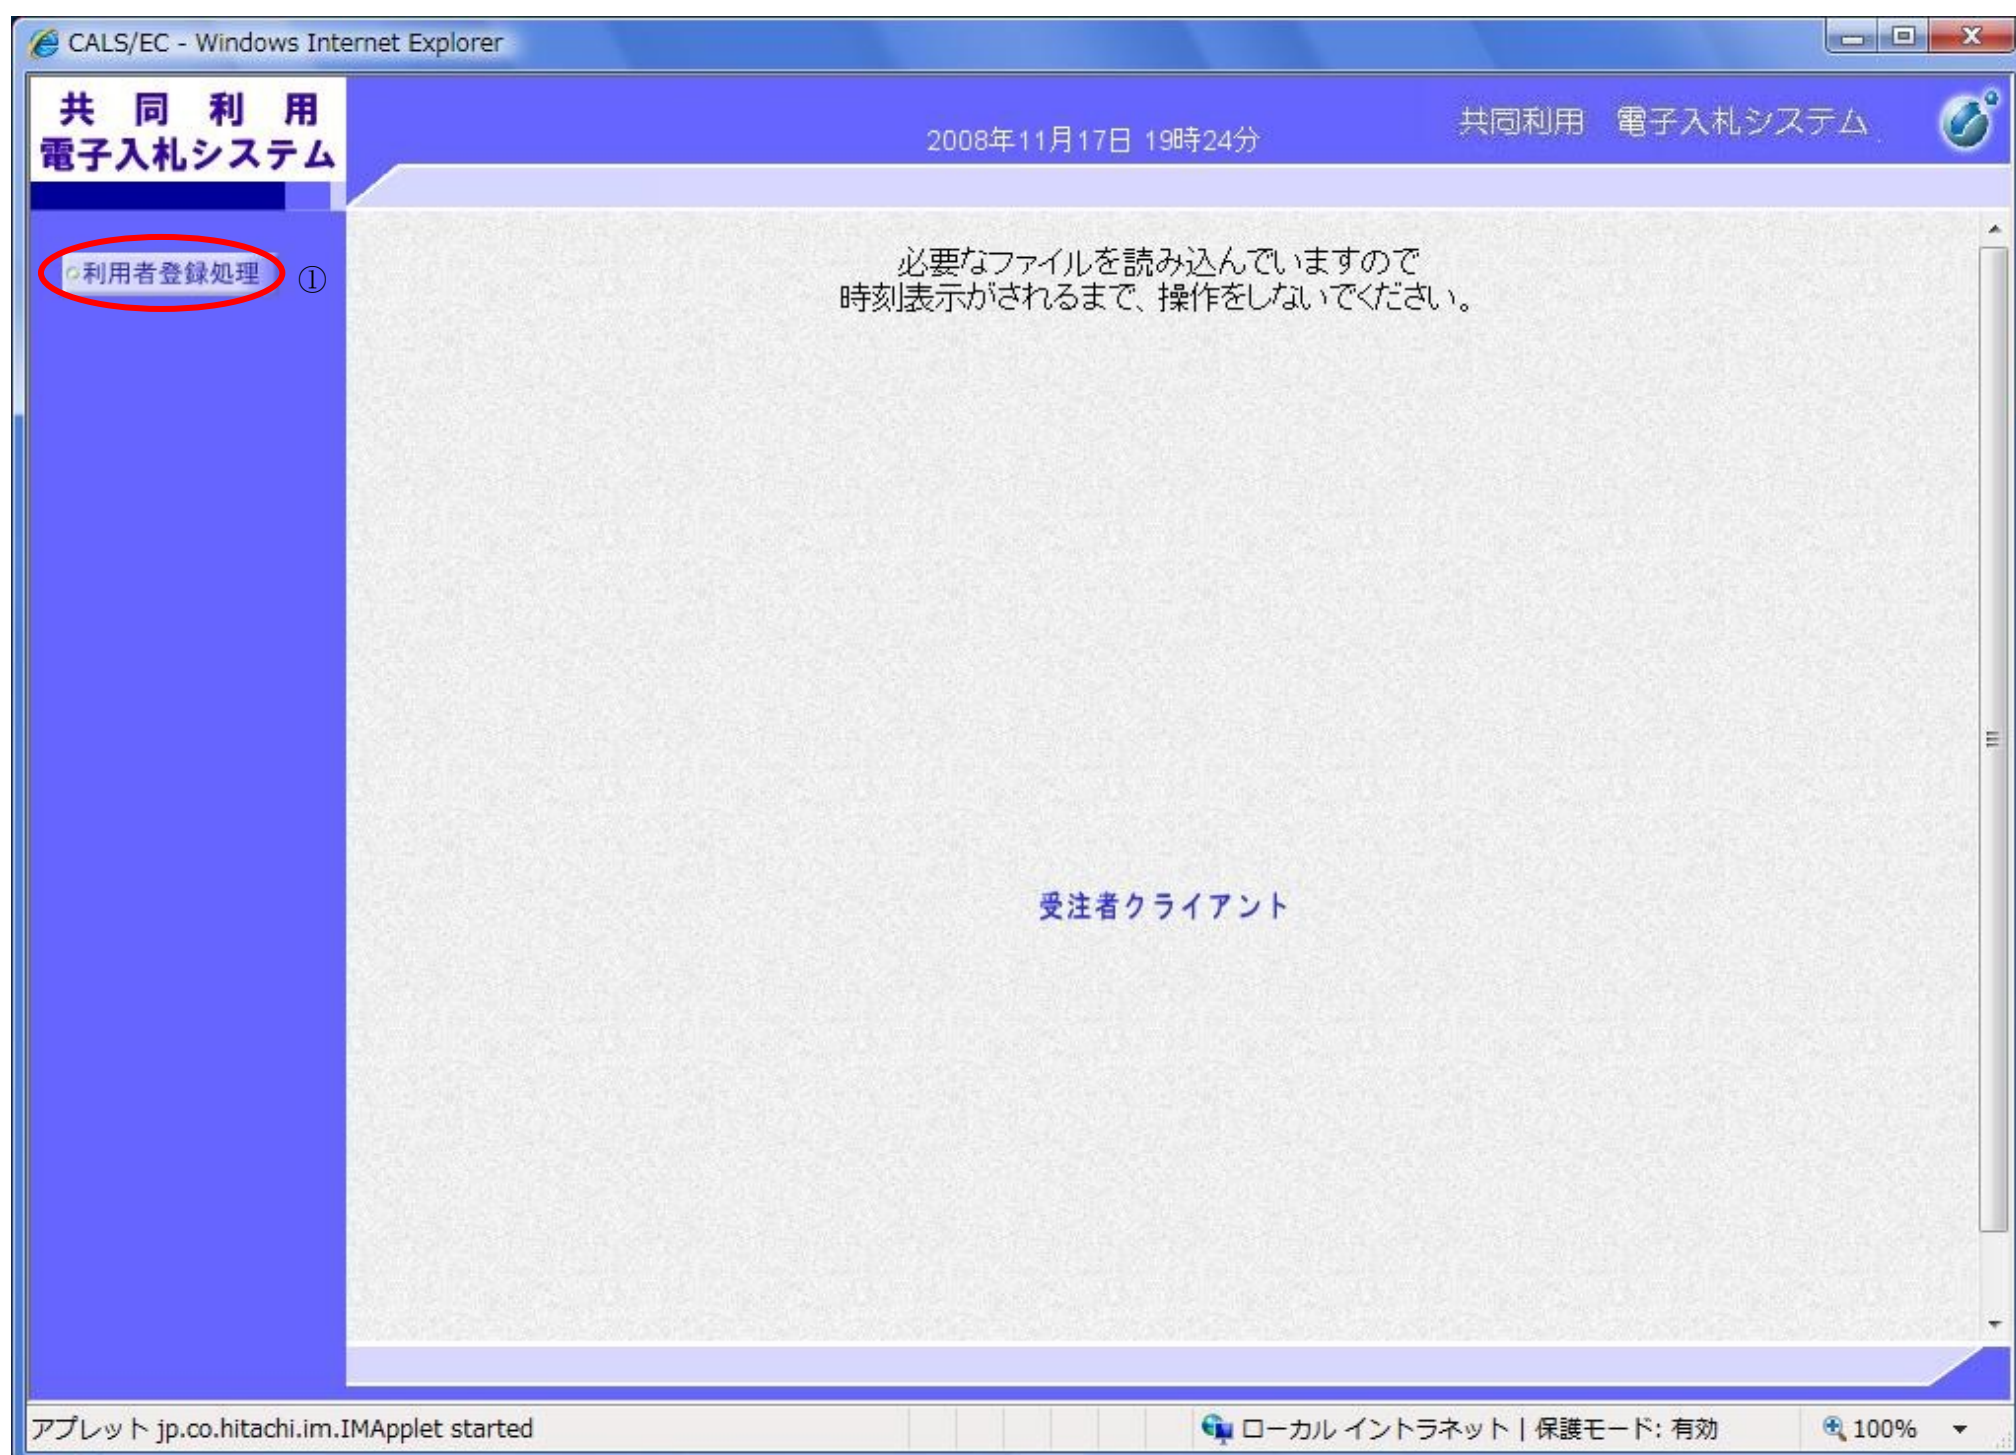 CALS/EC - Windows Internet Explorer
共 同 利 用
電子入札システム
2008年11月17日 19時24分
共同利用 電子入札システム
利用者登録処理 ①
必要なファイルを読み込んでいますので
時刻表示がされるまで、操作をしないでください。
受注者クライアント
アプレット jp.co.hitachi.im.IMApplet started
ローカル イントラネット | 保護モード: 有効
100%